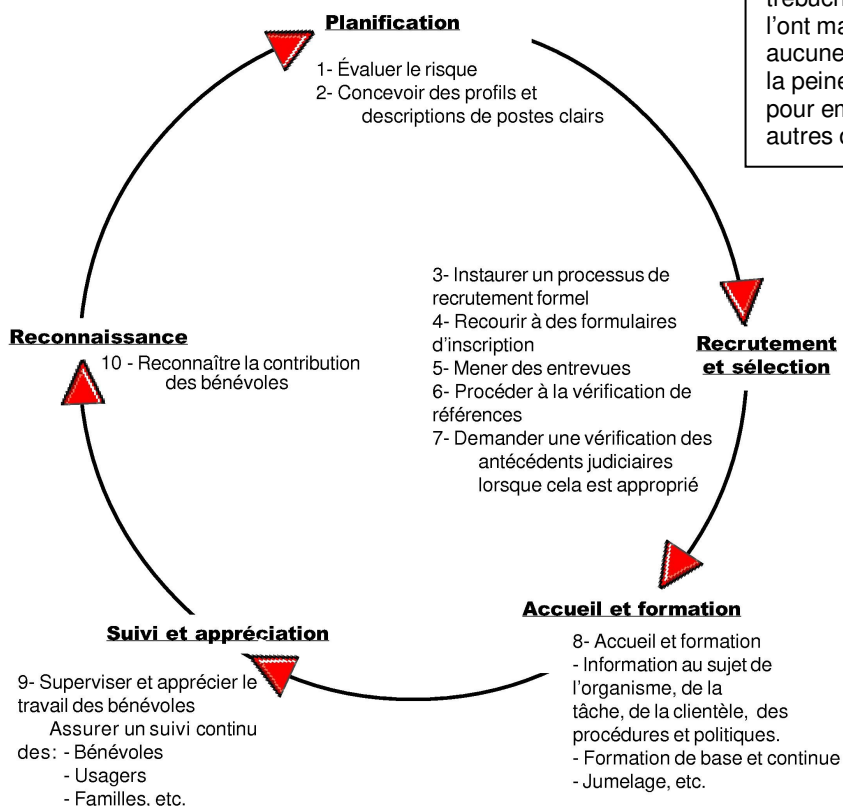 trébuch
l'ont ma
aucune
la peine
pour en
autres
Planification
1- Évaluer le risque
2- Concevoir des profils et
descriptions de postes clairs
3- Instaurer un processus de
recrutement formel
4- Recourir à des formulaires
d'inscription
5- Mener des entrevues
6- Procéder à la vérification de
références
7- Demander une vérification des
antécédents judiciaires
lorsque cela est approprié
Recrutement
et sélection
Accueil et formation
8- Accueil et formation
- Information au sujet de
l'organisme, de la
tâche, de la clientèle, des
procédures et politiques.
- Formation de base et continue
- Jumelage, etc.
Suivi et appréciation
9- Superviser et apprécier le
travail des bénévoles
Assurer un suivi continu
des: - Bénévoles
- Usagers
- Familles, etc.
Reconnaissance
10 - Reconnaître la contribution
des bénévoles